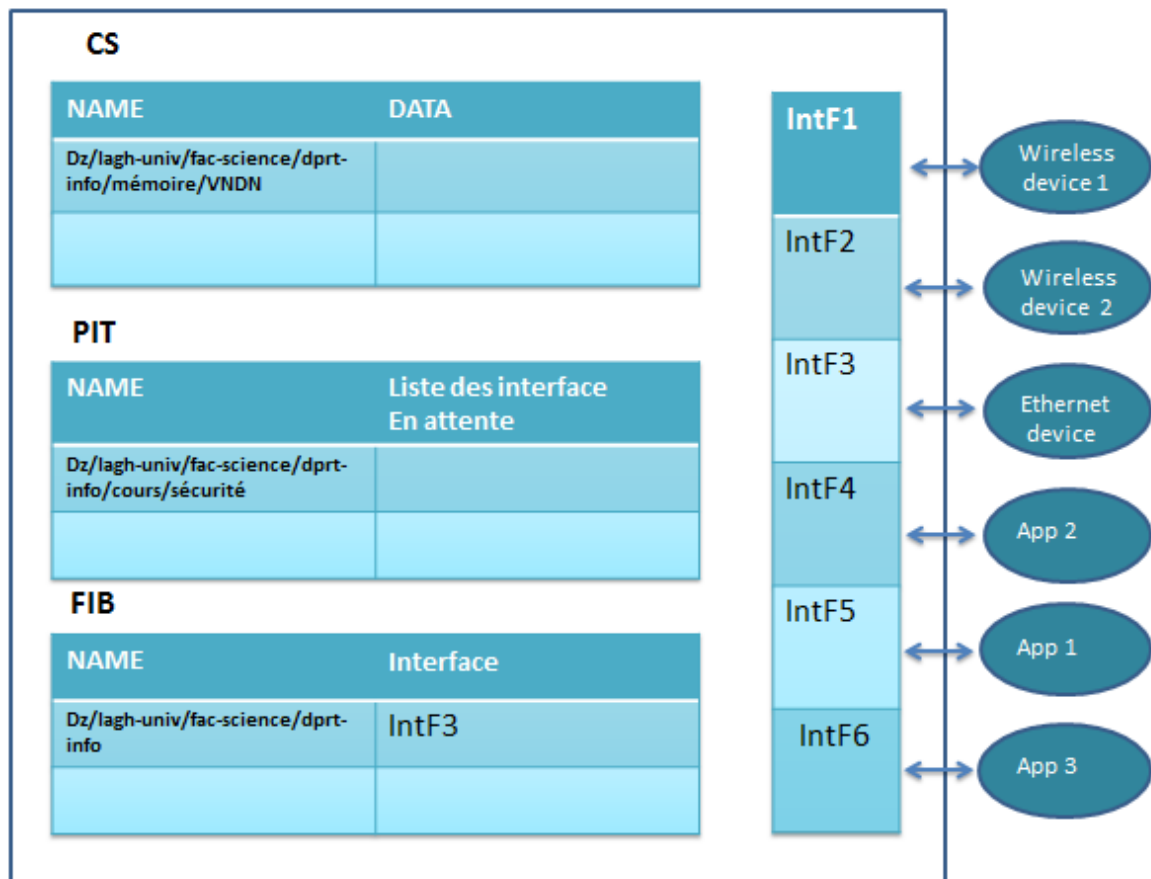 CS
NAME DATA
Dz/lagh-univ/fac-science/dprt-
info/mémoire/VNDN
PIT
NAME Liste des interface
En attente
Dz/lagh-univ/fac-science/dprt-
info/cours/sécurité
FIB
NAME Interface
Dz/lagh-univ/fac-science/dprt-
info
IntF3
IntF1
IntF2
IntF3
IntF4
IntF5
IntF6
Wireless
device 1
Wireless
device 2
Ethernet
device
App 2
App 1
App 3